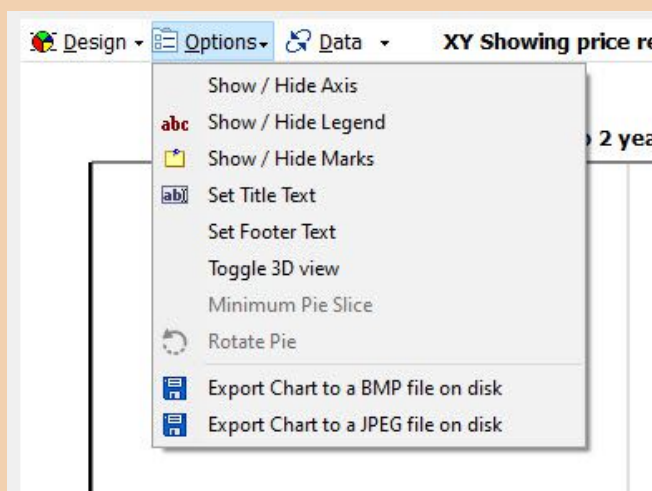 Design Options Data XY Showing price re
Show / Hide Axis
abc Show / Hide Legend
2 yea
Show / Hide Marks
ab Set Title Text
Set Footer Text
Toggle 3D view
Minimum Pie Slice
Rotate Pie
Export Chart to a BMP file on disk
Export Chart to a JPEG file on disk